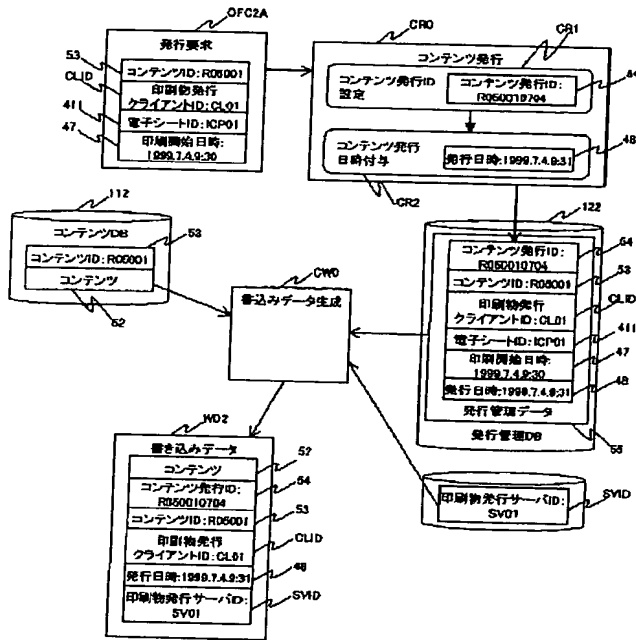 OFC2A
発行要求
53
コンテンツID:R05001
CLID
印刷物発行
クライアントID:CL01
411
電子シートID:ICP01
47
印刷開始日時:
1999.7.4.9:30
CR0
コンテンツ発行
CR1
コンテンツ発行ID
設定
コンテンツ発行ID:
R050010704
コンテンツ発行
日時付与
48
発行日時:1999.7.4.9:31
CR2
112
コンテンツDB
53
コンテンツID:R05001
コンテンツ
52
CW0
書込みデータ生成
122
コンテンツ発行ID:
R050010704
54
コンテンツID:R05001
53
印刷物発行
クライアントID:CL01
CLID
電子シートID:ICP01
411
印刷開始日時:
1999.7.4.9:30
47
発行日時:1999.7.4.9:31
48
発行管理データ
発行管理DB
55
印刷物発行サーバID:
SV01
SVID
WD2
書き込みデータ
コンテンツ
52
コンテンツ発行ID:
R050010704
54
コンテンツID:R05001
53
印刷物発行
クライアントID:CL01
CLID
発行日時:1999.7.4.9:31
48
印刷物発行サーバID:
SV01
SVID